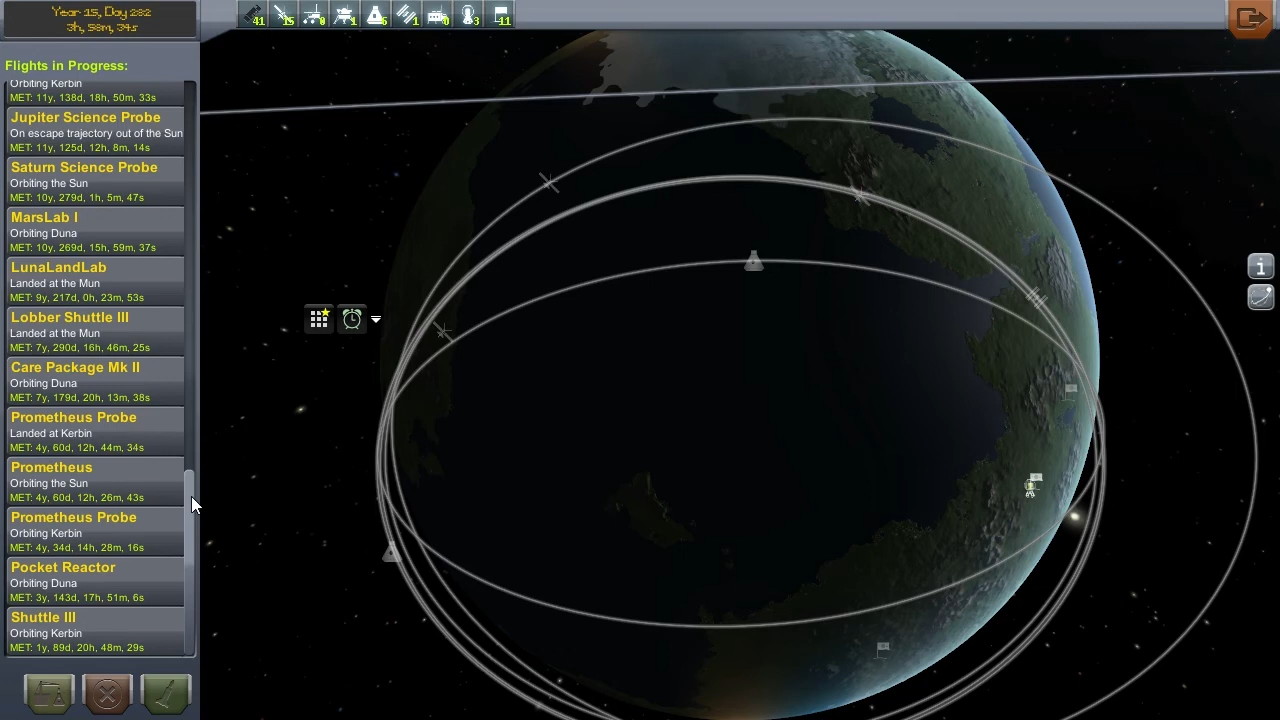 Year 15, Day 282
3h, 58m, 34s
41 15 0 1 6 1 0 3 11
Flights in Progress:
Orbiting Kerbin
MET: 11y, 138d, 18h, 50m, 33s
Jupiter Science Probe
On escape trajectory out of the Sun
MET: 11y, 125d, 12h, 8m, 14s
Saturn Science Probe
Orbiting the Sun
MET: 10y, 279d, 1h, 5m, 47s
MarsLab I
Orbiting Duna
MET: 10y, 269d, 15h, 59m, 37s
LunaLandLab
Landed at the Mun
MET: 9y, 217d, 0h, 23m, 53s
Lobber Shuttle III
Landed at the Mun
MET: 7y, 290d, 16h, 46m, 25s
Care Package Mk II
Orbiting Duna
MET: 7y, 179d, 20h, 13m, 38s
Prometheus Probe
Landed at Kerbin
MET: 4y, 60d, 12h, 44m, 34s
Prometheus
Orbiting the Sun
MET: 4y, 60d, 12h, 26m, 43s
Prometheus Probe
Orbiting Kerbin
MET: 4y, 34d, 14h, 28m, 16s
Pocket Reactor
Orbiting Duna
MET: 3y, 143d, 17h, 51m, 6s
Shuttle III
Orbiting Kerbin
MET: 1y, 89d, 20h, 48m, 29s